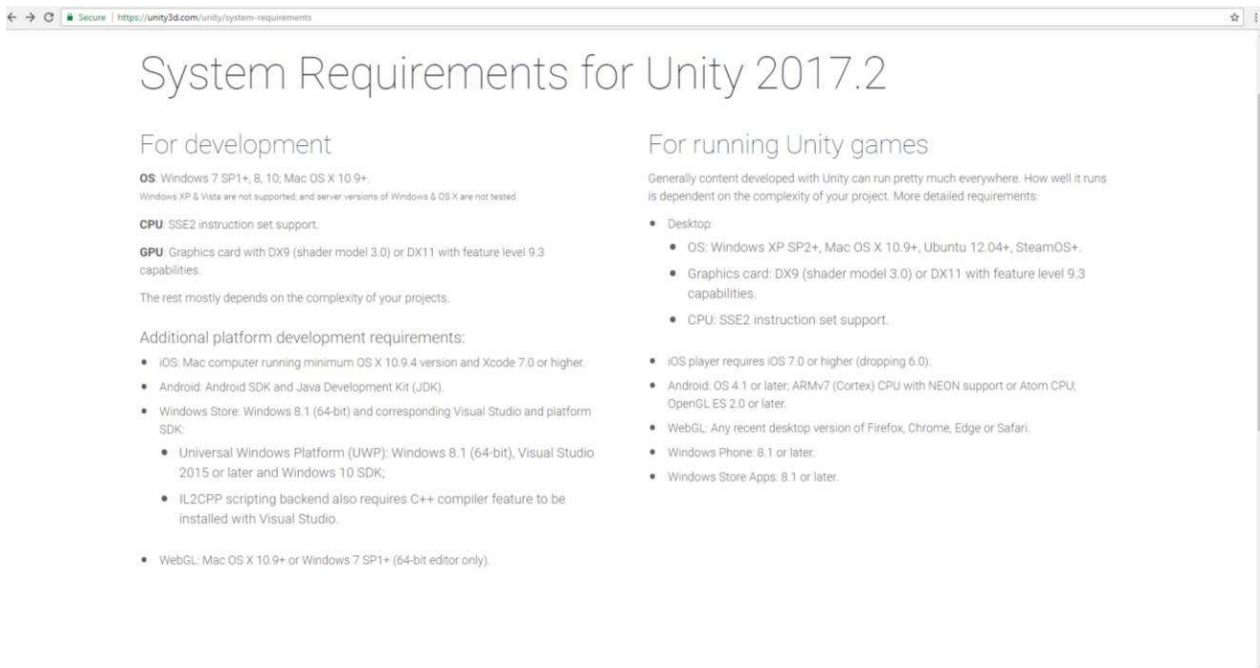 Secure | https://unity3d.com/unity/system-requirements
System Requirements for Unity 2017.2
For development
OS: Windows 7 SP1+, 8, 10; Mac OS X 10.9+.
Windows XP & Vista are not supported; and server versions of Windows & OS X are not tested.
CPU: SSE2 instruction set support.
GPU: Graphics card with DX9 (shader model 3.0) or DX11 with feature level 9.3
capabilities.
The rest mostly depends on the complexity of your projects.
Additional platform development requirements:
• iOS: Mac computer running minimum OS X 10.9.4 version and Xcode 7.0 or higher.
• Android: Android SDK and Java Development Kit (JDK).
• Windows Store: Windows 8.1 (64-bit) and corresponding Visual Studio and platform
SDK:
• Universal Windows Platform (UWP): Windows 8.1 (64-bit), Visual Studio
2015 or later and Windows 10 SDK;
• IL2CPP scripting backend also requires C++ compiler feature to be
installed with Visual Studio.
• WebGL: Mac OS X 10.9+ or Windows 7 SP1+ (64-bit editor only).
For running Unity games
Generally content developed with Unity can run pretty much everywhere. How well it runs
is dependent on the complexity of your project. More detailed requirements:
• Desktop:
• OS: Windows XP SP2+, Mac OS X 10.9+, Ubuntu 12.04+, SteamOS+.
• Graphics card: DX9 (shader model 3.0) or DX11 with feature level 9.3
capabilities.
• CPU: SSE2 instruction set support.
• iOS player requires iOS 7.0 or higher (dropping 6.0).
• Android: OS 4.1 or later; ARMv7 (Cortex) CPU with NEON support or Atom CPU;
OpenGL ES 2.0 or later.
• WebGL: Any recent desktop version of Firefox, Chrome, Edge or Safari.
• Windows Phone: 8.1 or later.
• Windows Store Apps: 8.1 or later.